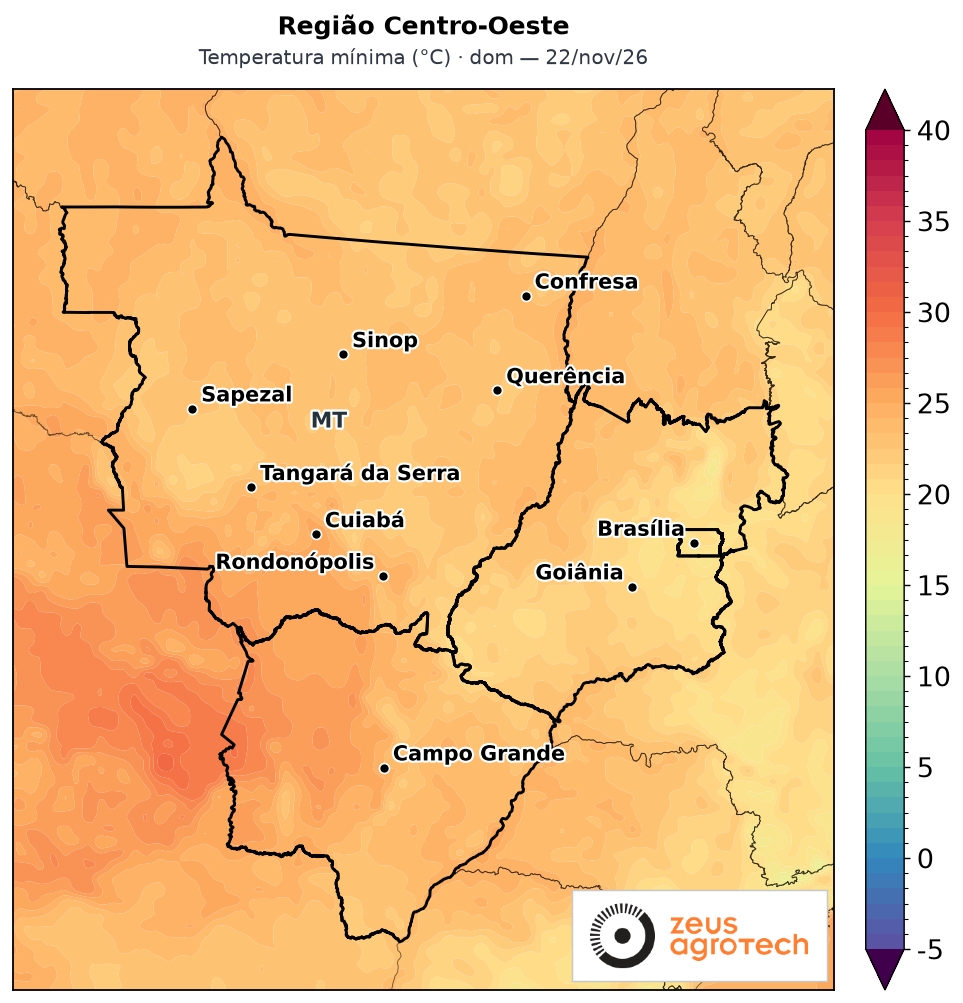 Região Centro-Oeste
Temperatura mínima (°C) · dom — 22/nov/26
40
35
30
25
20
15
10
5
0
-5
Confresa
Sinop
Querência
Sapezal
MT
Tangará da Serra
Cuiabá
Brasília
Rondonópolis
Goiânia
Campo Grande
zeus
agrotech